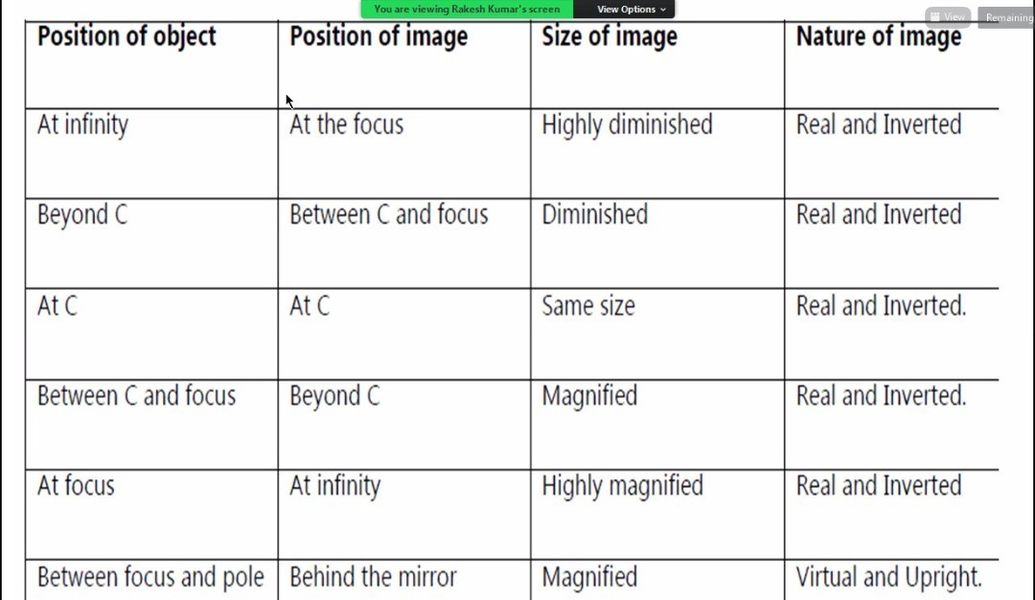 You are viewing Rakesh Kumar's screen
View Options
View
Remaining
Position of object Position of image Size of image Nature of image
At infinity At the focus Highly diminished Real and Inverted
Beyond C Between C and focus Diminished Real and Inverted
At C At C Same size Real and Inverted.
Between C and focus Beyond C Magnified Real and Inverted.
At focus At infinity Highly magnified Real and Inverted
Between focus and pole Behind the mirror Magnified Virtual and Upright.